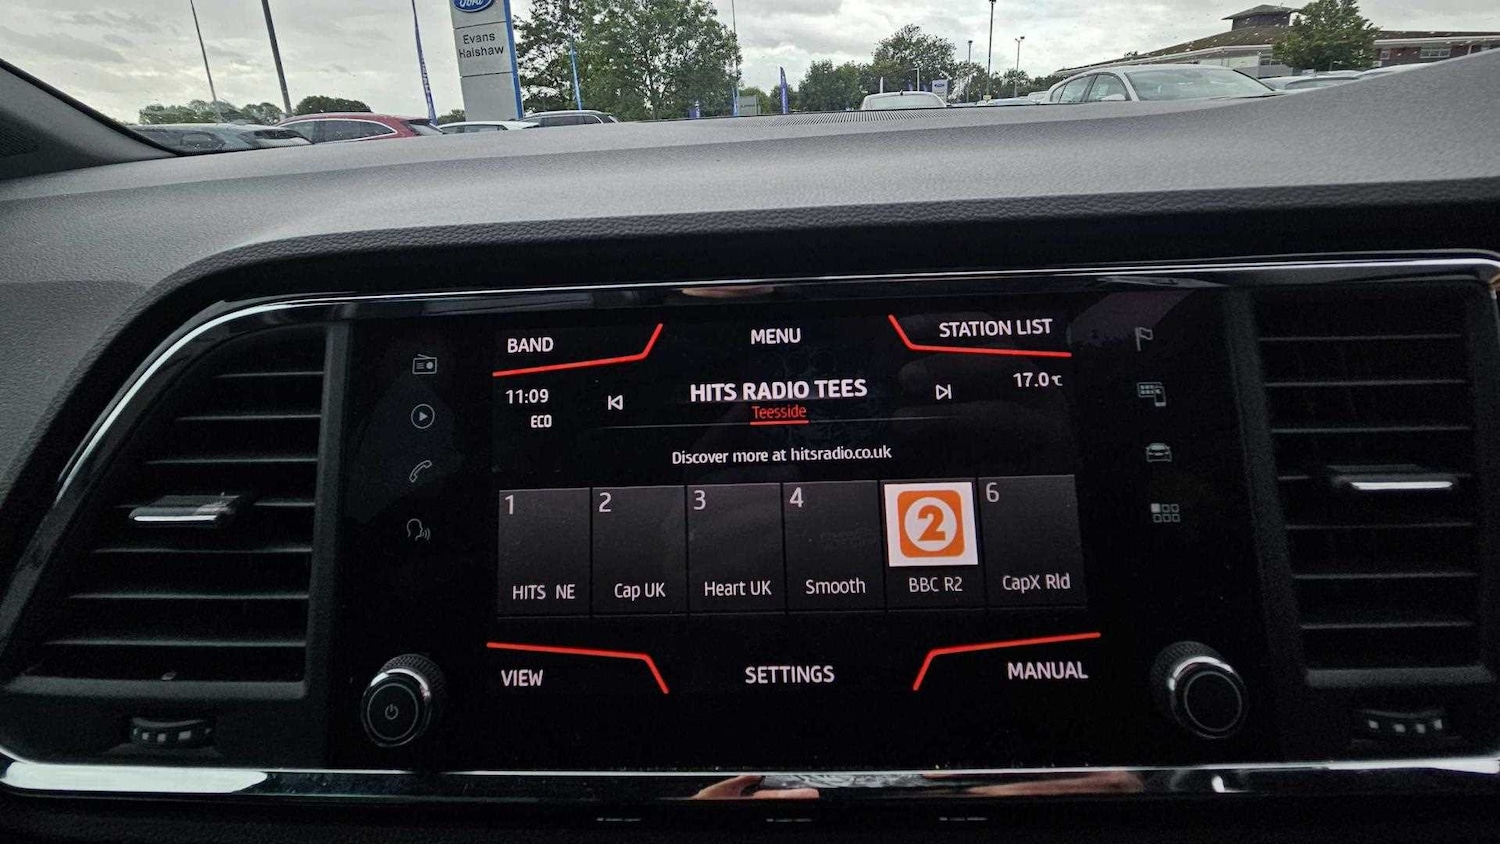 Ford
Evans
Halshaw
BAND
MENU
STATION LIST
11:09
ECO
HITS RADIO TEES
Teesside
17.0℃
Discover more at hitsradio.co.uk
1
2
3
4
2
6
HITS NE
Cap UK
Heart UK
Smooth
BBC R2
CapX Rld
VIEW
SETTINGS
MANUAL